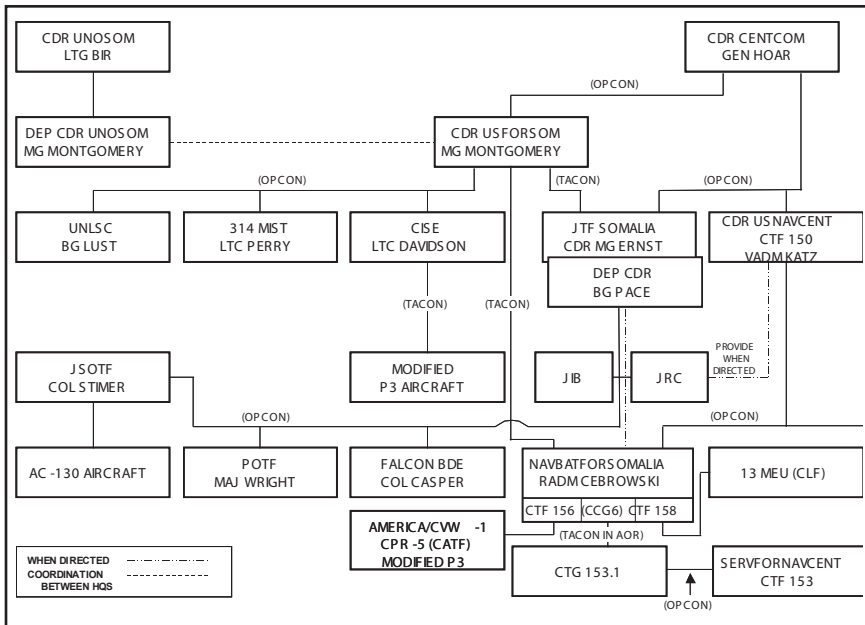 CDR UNOSOM
LTG BIR
CDR CENTCOM
GEN HOAR
(OPCON)
DEP CDR UNOSOM
MG MONTGOMERY
CDR USFORSOM
MG MONTGOMERY
(OPCON)
(TACON)
(OPCON)
UNLSC
BG LUST
314 MIST
LTC PERRY
CISE
LTC DAVIDSON
JTF SOMALIA
CDR MG ERNST
CDR USNAVCENT
CTF 150
VADM KATZ
DEP CDR
BG PACE
(TACON)
(TACON)
PROVIDE
WHEN
DIRECTED
JSOTF
COL STIMER
MODIFIED
P3 AIRCRAFT
JIB
JRC
(OPCON)
(OPCON)
AC -130 AIRCRAFT
POTF
MAJ WRIGHT
FALCON BDE
COL CASPER
NAVBATFORSOMALIA
RADM CEBROWSKI
13 MEU (CLF)
CTF 156 (CCG6) CTF 158
AMERICA/CVW -1
CPR -5 (CATF)
MODIFIED P3
(TACON IN AOR)
WHEN DIRECTED
COORDINATION
BETWEEN HQS
CTG 153.1
SERVFORNAVCENT
CTF 153
(OPCON)